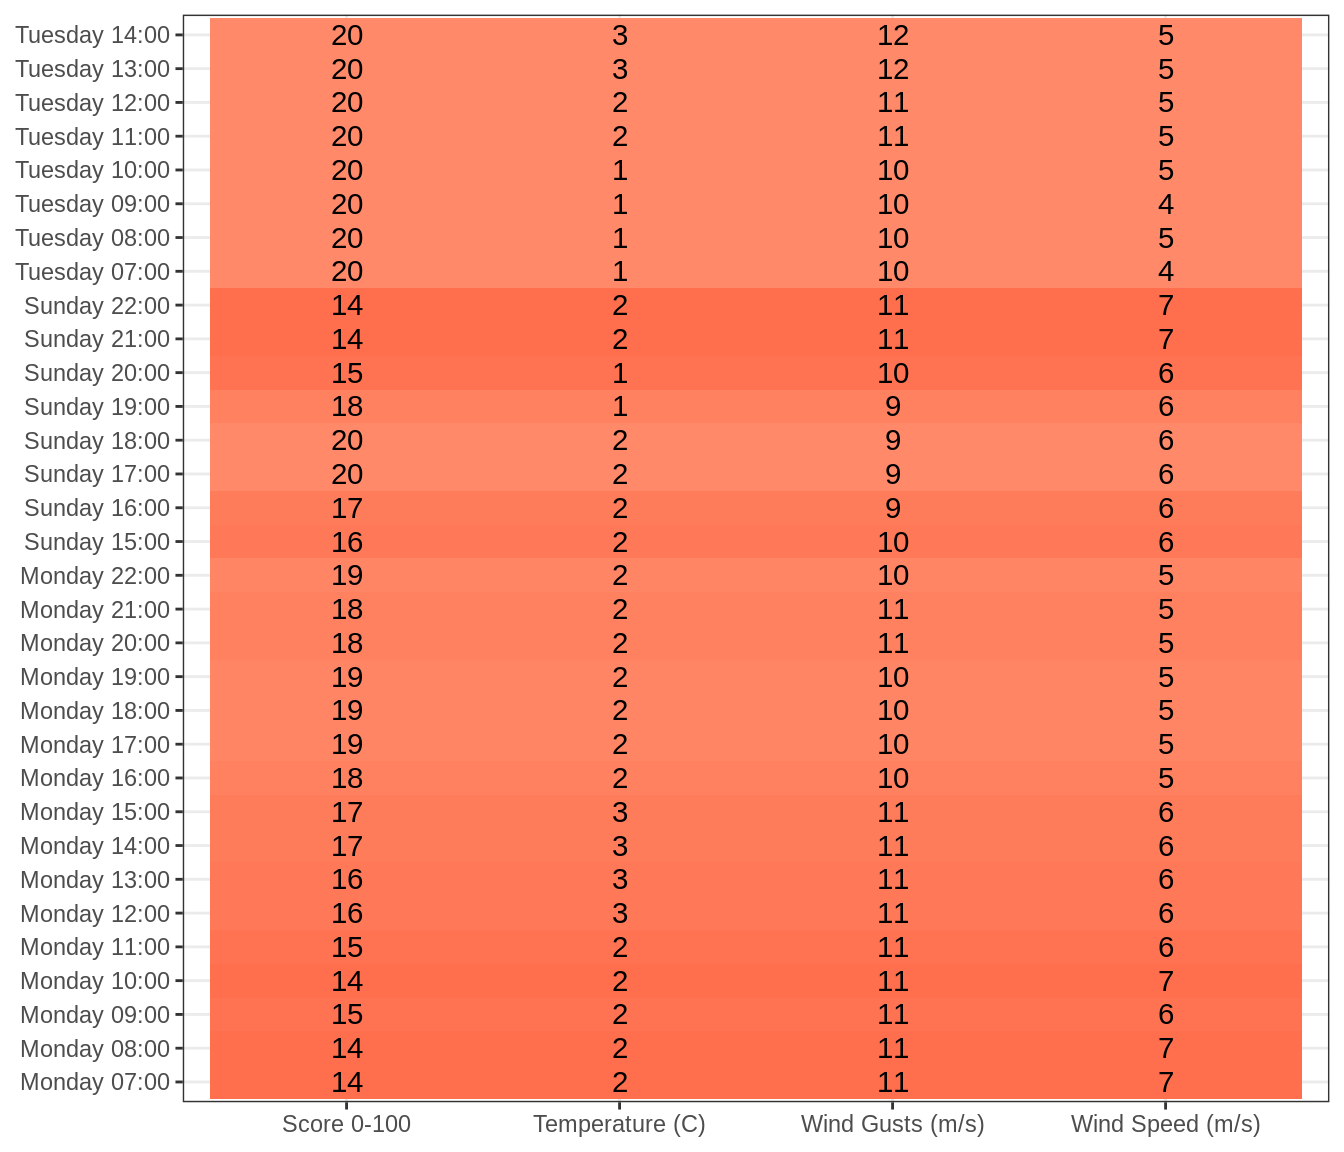 Tuesday 14:00 20 3 12 5
Tuesday 13:00 20 3 12 5
Tuesday 12:00 20 2 11 5
Tuesday 11:00 20 2 11 5
Tuesday 10:00 20 1 10 5
Tuesday 09:00 20 1 10 4
Tuesday 08:00 20 1 10 5
Tuesday 07:00 20 1 10 4
Sunday 22:00 14 2 11 7
Sunday 21:00 14 2 11 7
Sunday 20:00 15 1 10 6
Sunday 19:00 18 1 9 6
Sunday 18:00 20 2 9 6
Sunday 17:00 20 2 9 6
Sunday 16:00 17 2 9 6
Sunday 15:00 16 2 10 6
Monday 22:00 19 2 10 5
Monday 21:00 18 2 11 5
Monday 20:00 18 2 11 5
Monday 19:00 19 2 10 5
Monday 18:00 19 2 10 5
Monday 17:00 19 2 10 5
Monday 16:00 18 2 10 5
Monday 15:00 17 3 11 6
Monday 14:00 17 3 11 6
Monday 13:00 16 3 11 6
Monday 12:00 16 3 11 6
Monday 11:00 15 2 11 6
Monday 10:00 14 2 11 7
Monday 09:00 15 2 11 6
Monday 08:00 14 2 11 7
Monday 07:00 14 2 11 7
Score 0-100 Temperature (C) Wind Gusts (m/s) Wind Speed (m/s)